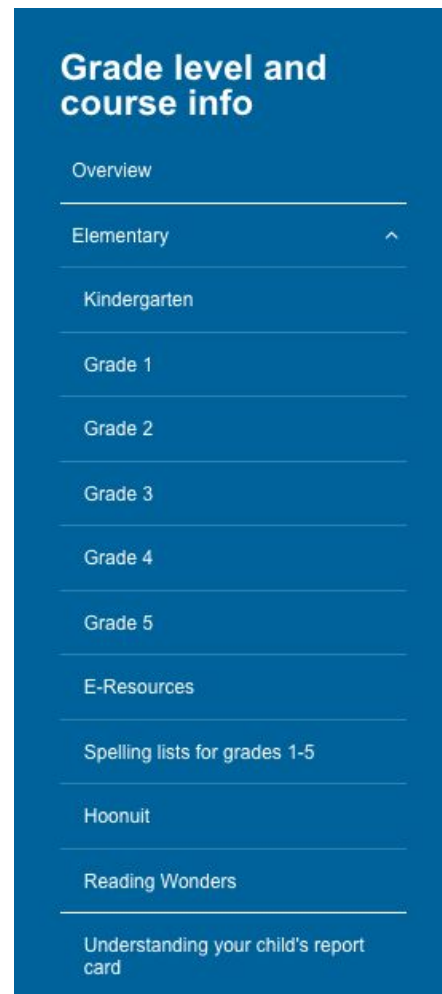 Grade level and
course info
Overview
Elementary
Kindergarten
Grade 1
Grade 2
Grade 3
Grade 4
Grade 5
E-Resources
Spelling lists for grades 1-5
Hoonuit
Reading Wonders
Understanding your child's report
card